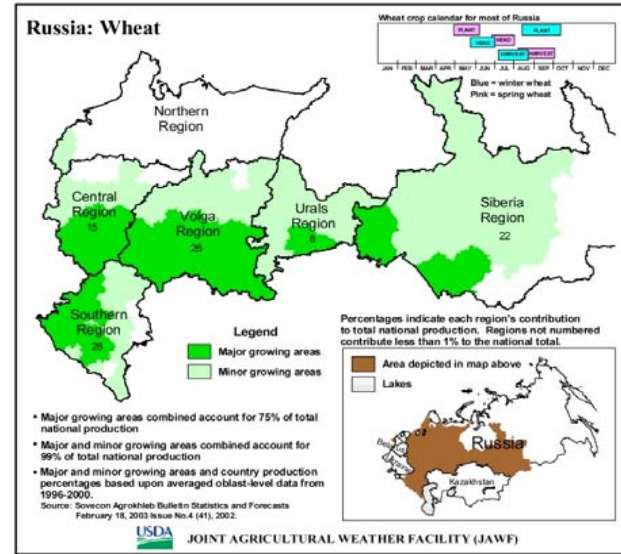 Russia: Wheat
Wheat crop calendar for most of Russia
PLANT
PLANT
HEAD
HEAD
HARVEST
HARVEST
JAN FEB MAR APR MAY JUN JUL AUG SEP OCT NOV DEC
Blue = winter wheat
Pink = spring wheat
Northern
Region
Central
Region
15
Volga
Region
26
Urals
Region
8
Siberia
Region
22
Southern
Region
28
Legend
Major growing areas
Minor growing areas
Percentages indicate each region's contribution
to total national production. Regions not numbered
contribute less than 1% to the national total.
Area depicted in map above
Lakes
Russia
Belarus
Ukraine
Kazakhstan
• Major growing areas combined account for 75% of total
national production
• Major and minor growing areas combined account for
99% of total national production
• Major and minor growing areas and country production
percentages based upon averaged oblast-level data from
1996-2000.
Source: Sovecon Agrokhleb Bulletin Statistics and Forecasts
February 18, 2003 Issue No.4 (41), 2002.
USDA
JOINT AGRICULTURAL WEATHER FACILITY (JAWF)